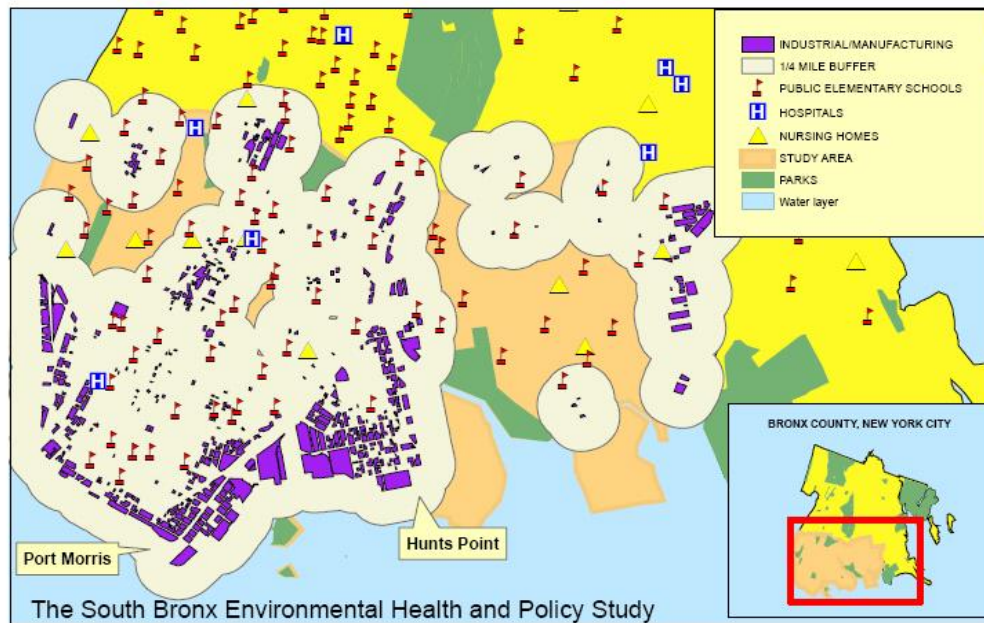 INDUSTRIAL/MANUFACTURING
1/4 MILE BUFFER
PUBLIC ELEMENTARY SCHOOLS
H HOSPITALS
NURSING HOMES
STUDY AREA
PARKS
Water layer
H
H
H
H
H
H
H
BRONX COUNTY, NEW YORK CITY
Hunts Point
Port Morris
The South Bronx Environmental Health and Policy Study